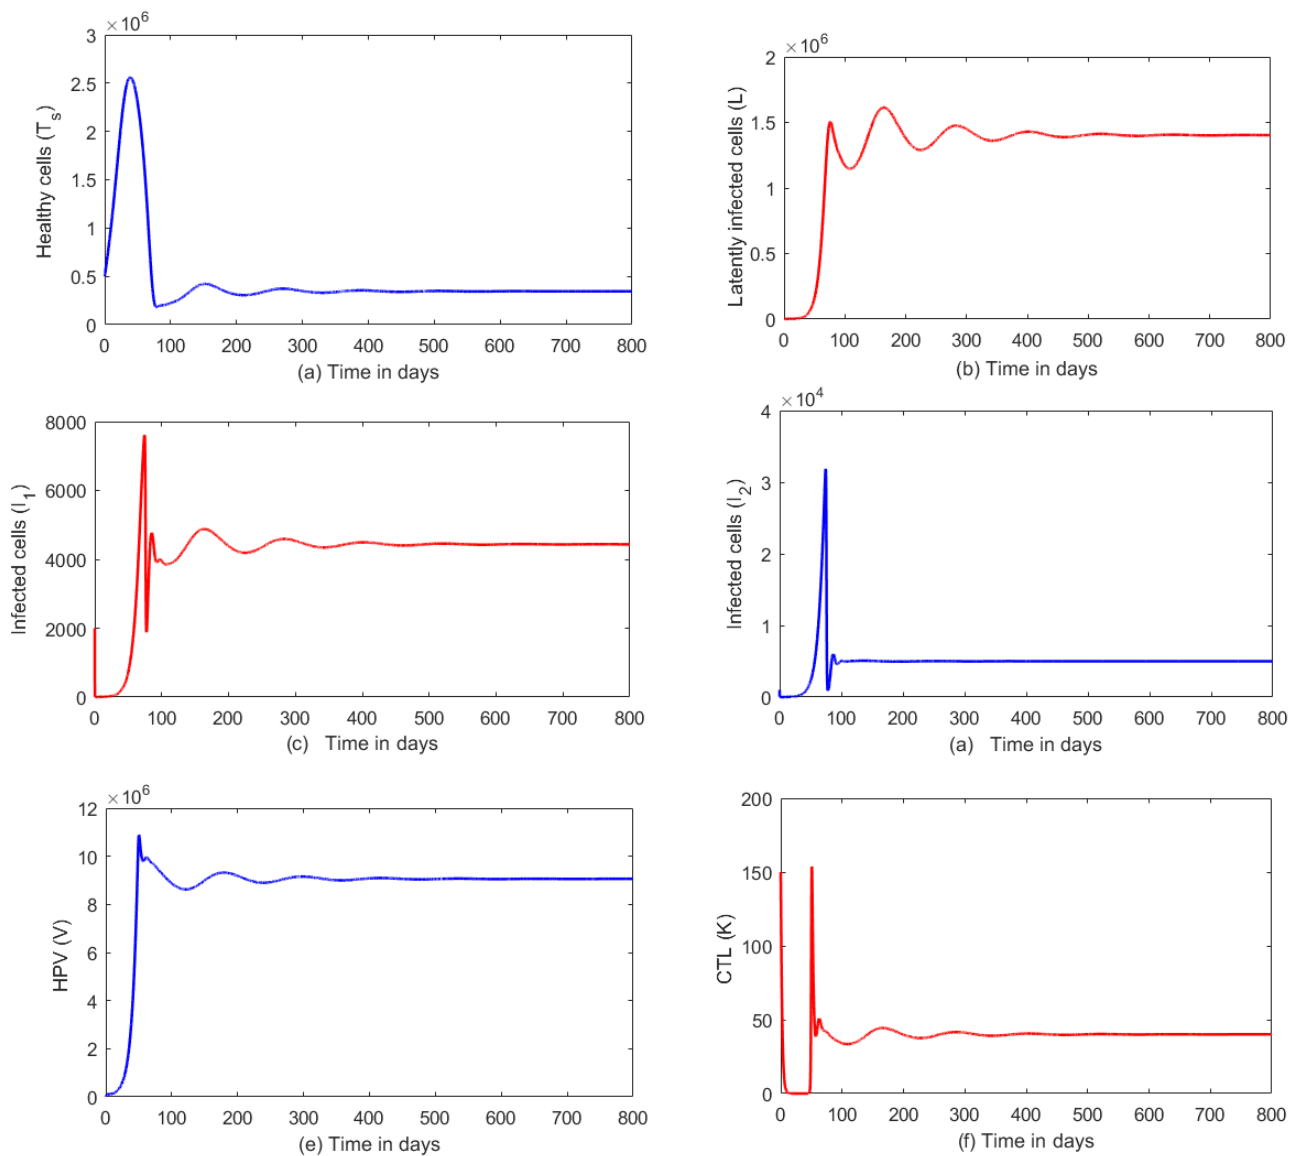 ×10^6
3
2.5
2
1.5
1
0.5
0
Healthy cells (T_s)
0 100 200 300 400 500 600 700 800
(a) Time in days
×10^6
2
1.5
1
0.5
0
Latently infected cells (L)
0 100 200 300 400 500 600 700 800
(b) Time in days
8000
6000
4000
2000
0
Infected cells (I_1)
0 100 200 300 400 500 600 700 800
(c) Time in days
×10^4
4
3
2
1
0
Infected cells (I_2)
0 100 200 300 400 500 600 700 800
(a) Time in days
×10^6
12
10
8
6
4
2
0
HPV (V)
0 100 200 300 400 500 600 700 800
(e) Time in days
200
150
100
50
0
CTL (K)
0 100 200 300 400 500 600 700 800
(f) Time in days